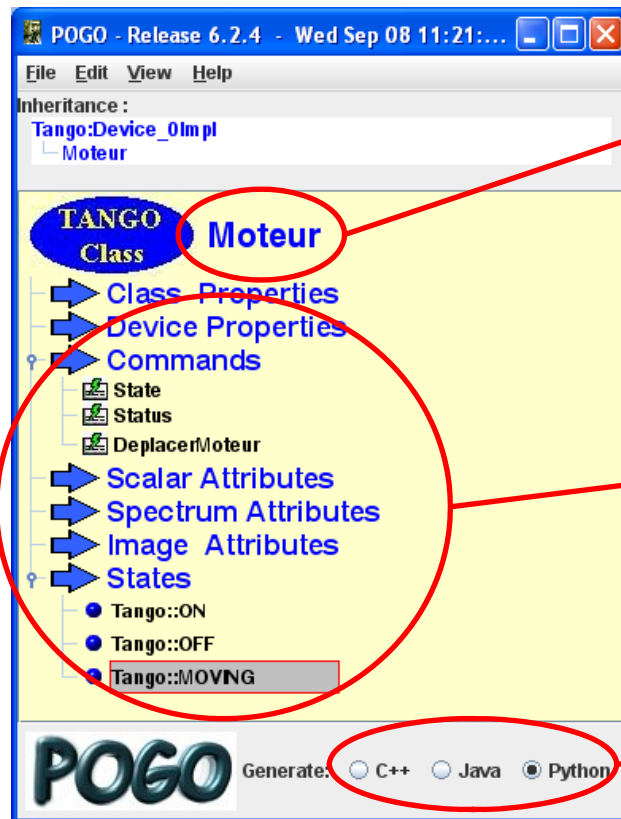 POGO - Release 6.2.4 - Wed Sep 08 11:21:...
File Edit View Help
Inheritance :
Tango:Device_0Impl
Moteur
TANGO
Class
Moteur
Class Properties
Device Properties
Commands
State
Status
DeplacerMoteur
Scalar Attributes
Spectrum Attributes
Image Attributes
States
Tango::ON
Tango::OFF
Tango::MOVING
POGO
Generate: C++ Java Python